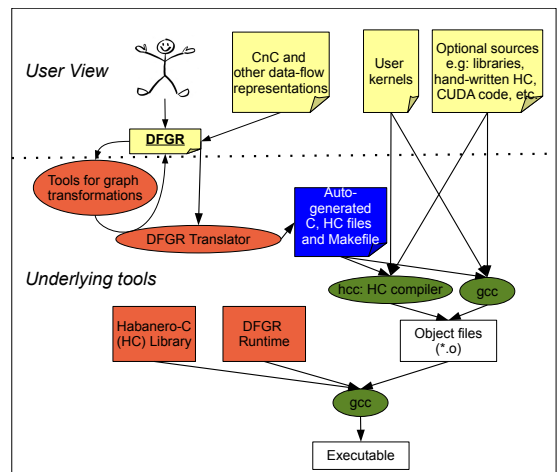 User View
CnC and
other data-flow
representations
User
kernels
Optional sources
e.g: libraries,
hand-written HC,
CUDA code, etc
DFGR
Tools for graph
transformations
DFGR Translator
Auto-
generated
C, HC files
and Makefile
Underlying tools
hcc: HC compiler
gcc
Habanero-C
(HC) Library
DFGR
Runtime
Object files
(*.o)
gcc
Executable